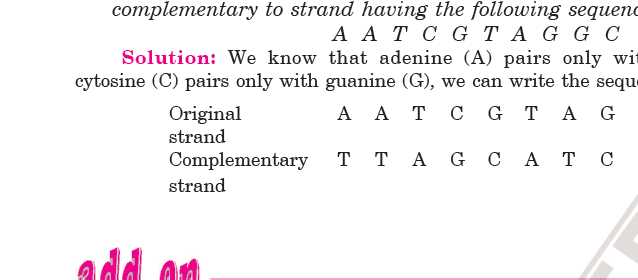 complementary to strand having the following sequenc
A A T C G T A G G C
Solution: We know that adenine (A) pairs only wit
cytosine (C) pairs only with guanine (G), we can write the seque
Original A A T C G T A G
strand
Complementary T T A G C A T C
strand
add on